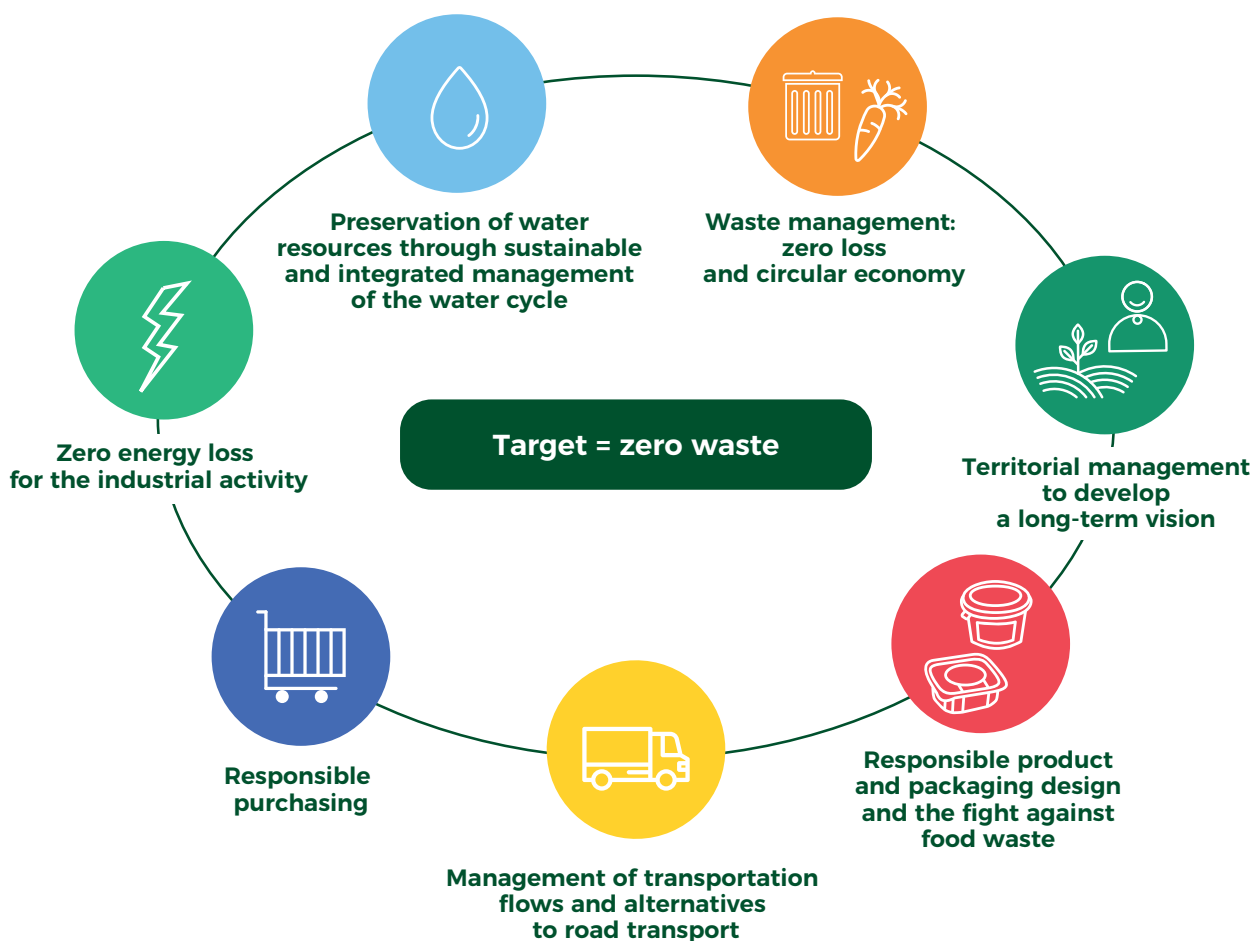 Preservation of water
resources through sustainable
and integrated management
of the water cycle
Waste management:
zero loss
and circular economy
Zero energy loss
for the industrial activity
Target = zero waste
Territorial management
to develop
a long-term vision
Responsible
purchasing
Management of transportation
flows and alternatives
to road transport
Responsible product
and packaging design
and the fight against
food waste